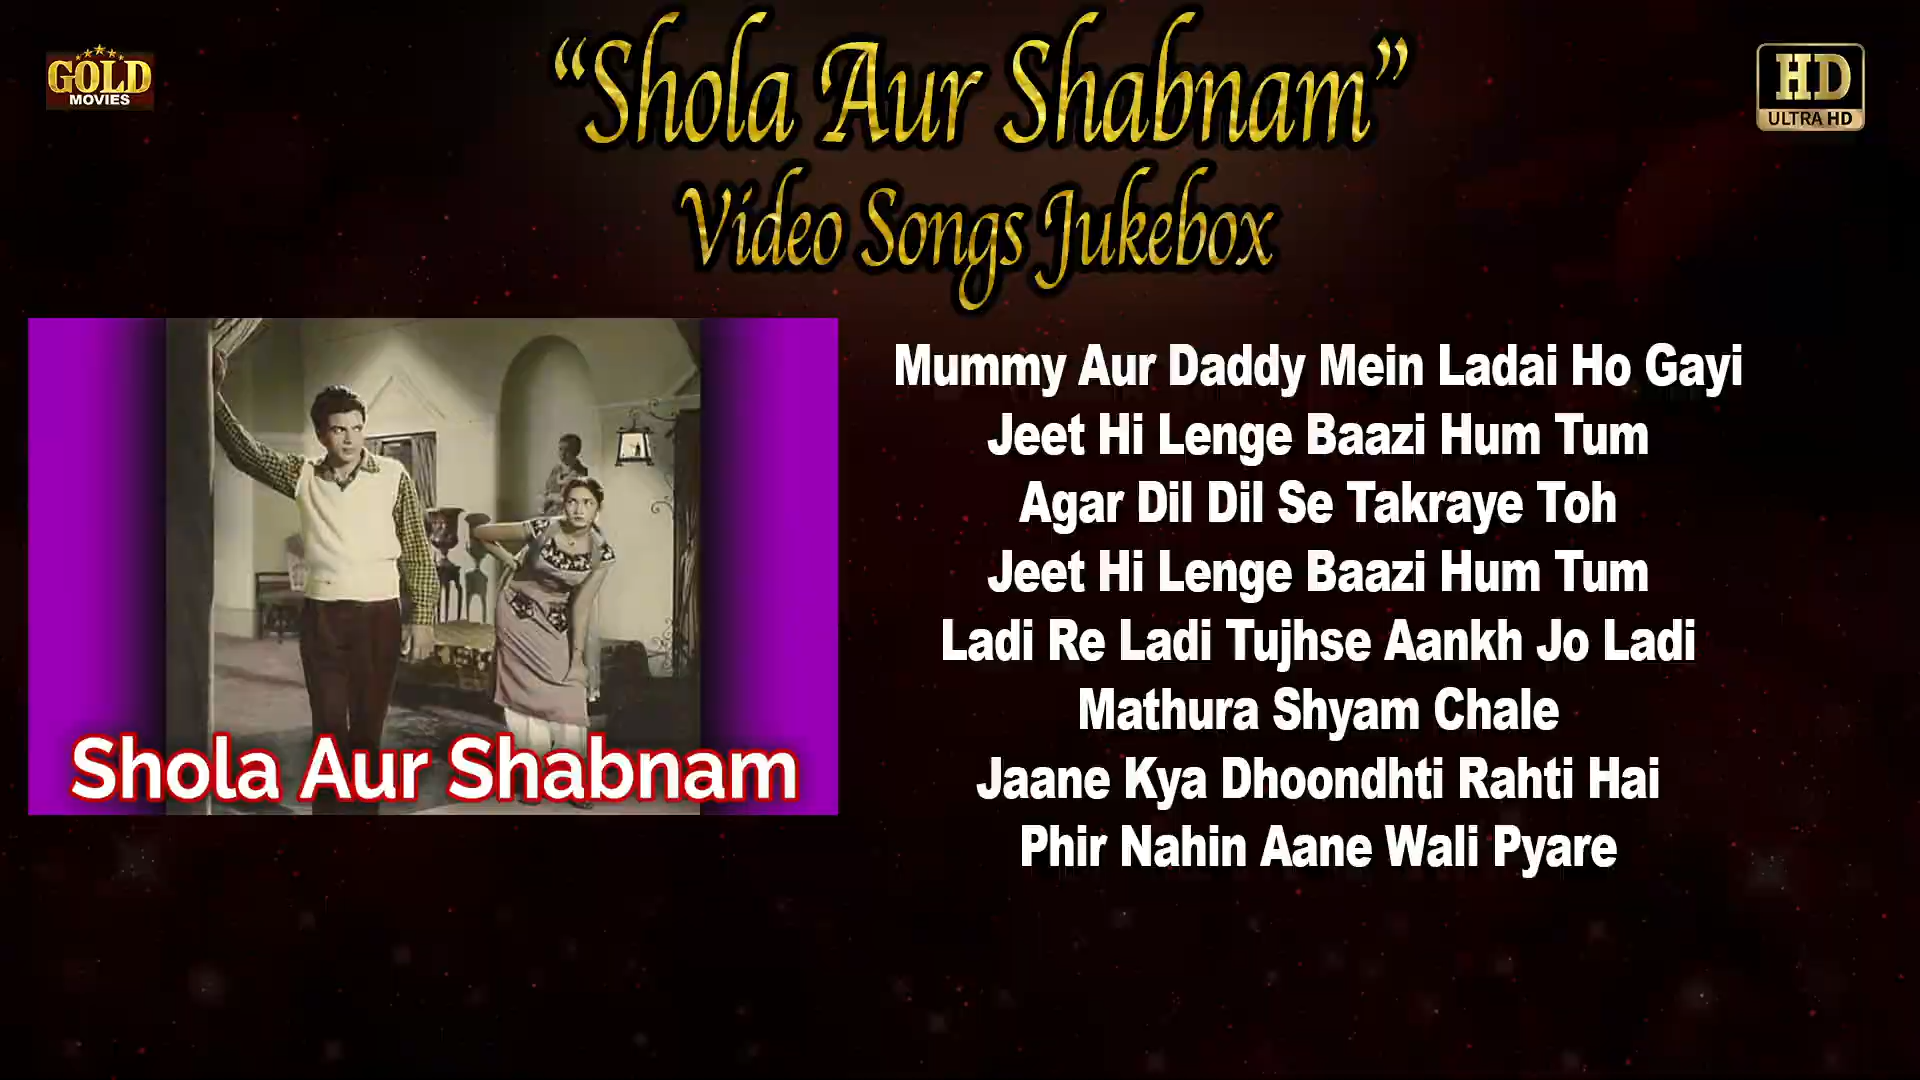 GOLD
MOVIES
“Shola Aur Shabnam”
Video Songs Jukebox
HD
ULTRA HD
Shola Aur Shabnam
Mummy Aur Daddy Mein Ladai Ho Gayi
Jeet Hi Lenge Baazi Hum Tum
Agar Dil Dil Se Takraye Toh
Jeet Hi Lenge Baazi Hum Tum
Ladi Re Ladi Tujhse Aankh Jo Ladi
Mathura Shyam Chale
Jaane Kya Dhoondhti Rahti Hai
Phir Nahin Aane Wali Pyare